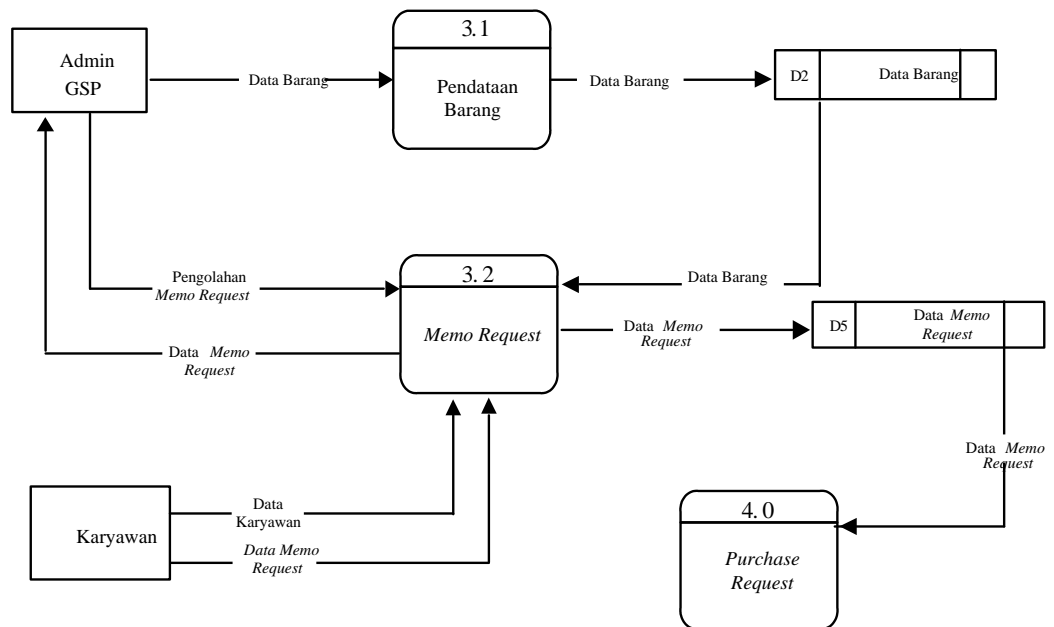 3.1
Admin
GSP
Data Barang
Pendataan
Barang
Data Barang
D2
Data Barang
3.2
Pengolahan
Memo Request
Data Barang
Memo Request
Data Memo
Request
D5
Data Memo
Request
Data Memo
Request
Data Memo
Request
Karyawan
Data
Karyawan
Data Memo
Request
4.0
Purchase
Request